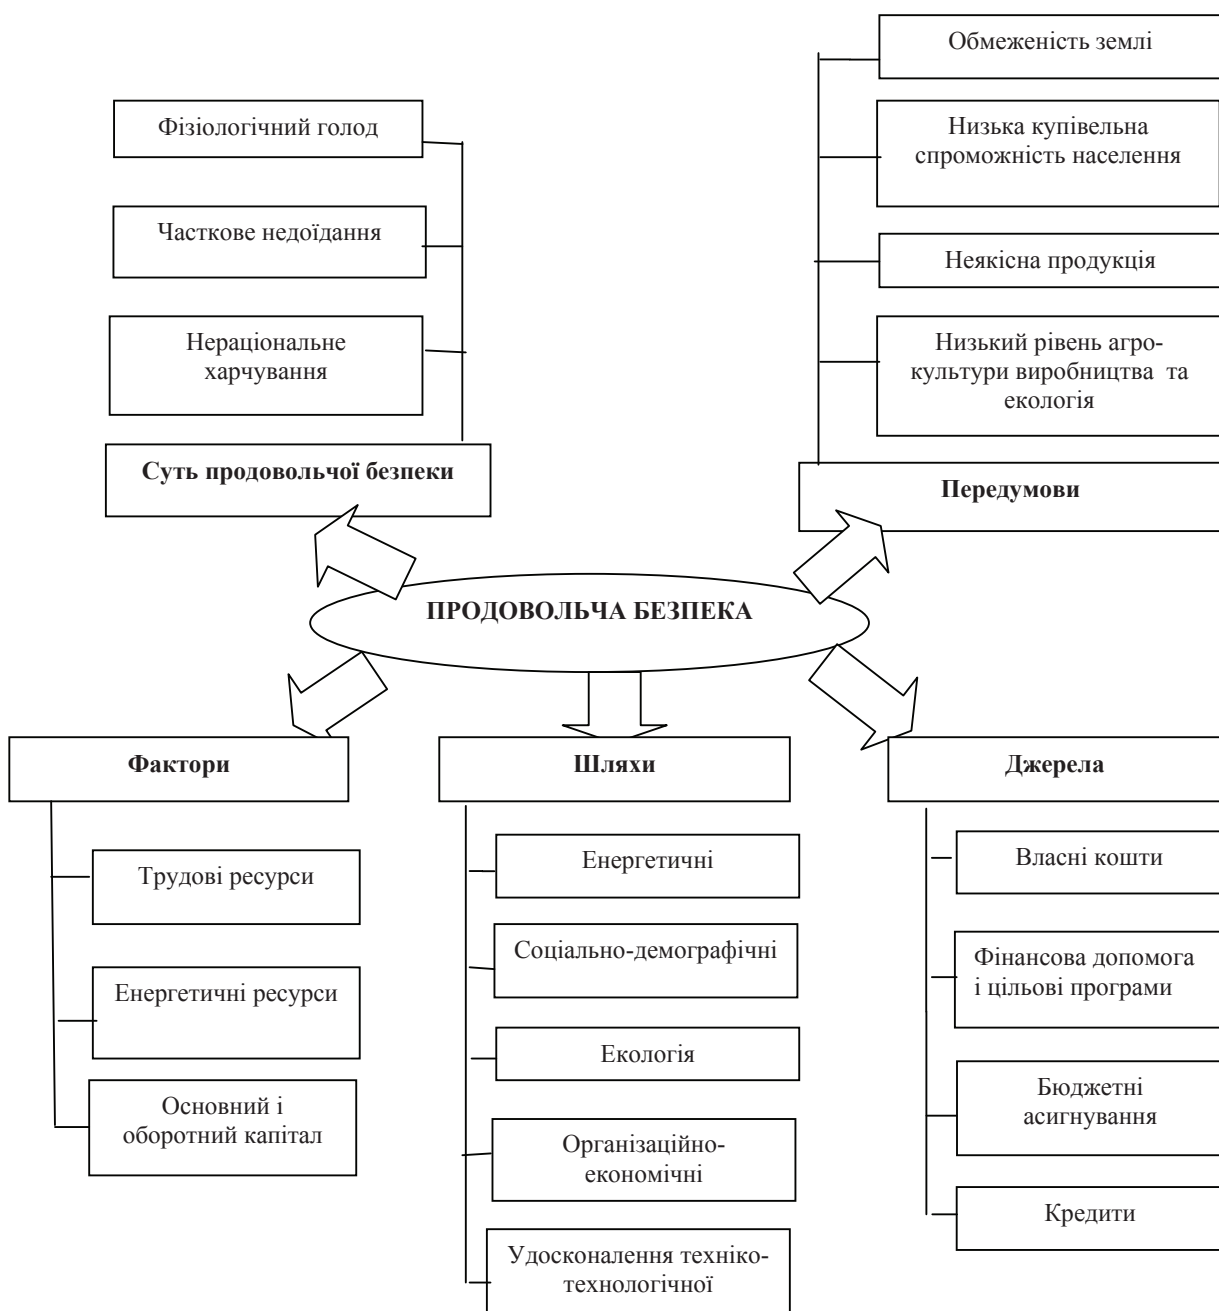 Фізіологічний голод
Часткове недоїдання
Нераціональне
харчування
Суть продовольчої безпеки
Обмеженість землі
Низька купівельна
спроможність населення
Неякісна продукція
Низький рівень агро-
культури виробництва та
екологія
Передумови
ПРОДОВОЛЬЧА БЕЗПЕКА
Фактори
Трудові ресурси
Енергетичні ресурси
Основний і
оборотний капітал
Шляхи
Енергетичні
Соціально-демографічні
Екологія
Організаційно-
економічні
Удосконалення техніко-
технологічної
Джерела
Власні кошти
Фінансова допомога
і цільові програми
Бюджетні
асигнування
Кредити